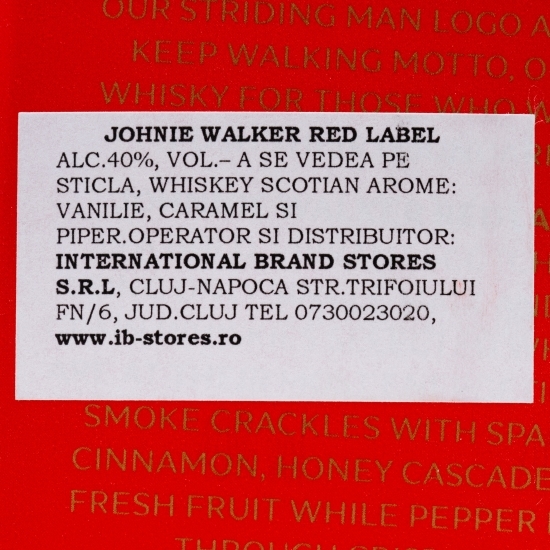 OUR STRIDING MAN LOGO A
KEEP WALKING MOTTO, O
WHISKY FOR THOSE WHO W
JOHNIE WALKER RED LABEL
ALC.40%, VOL.– A SE VEDEA PE
STICLA, WHISKEY SCOTIAN AROME:
VANILIE, CARAMEL SI
PIPER.OPERATOR SI DISTRIBUITOR:
INTERNATIONAL BRAND STORES
S.R.L, CLUJ-NAPOCA STR.TRIFOIULUI
FN/6, JUD.CLUJ TEL 0730023020,
www.ib-stores.ro
SMOKE CRACKLES WITH SPA
CINNAMON, HONEY CASCADE
FRESH FRUIT WHILE PEPPER
THROUGH